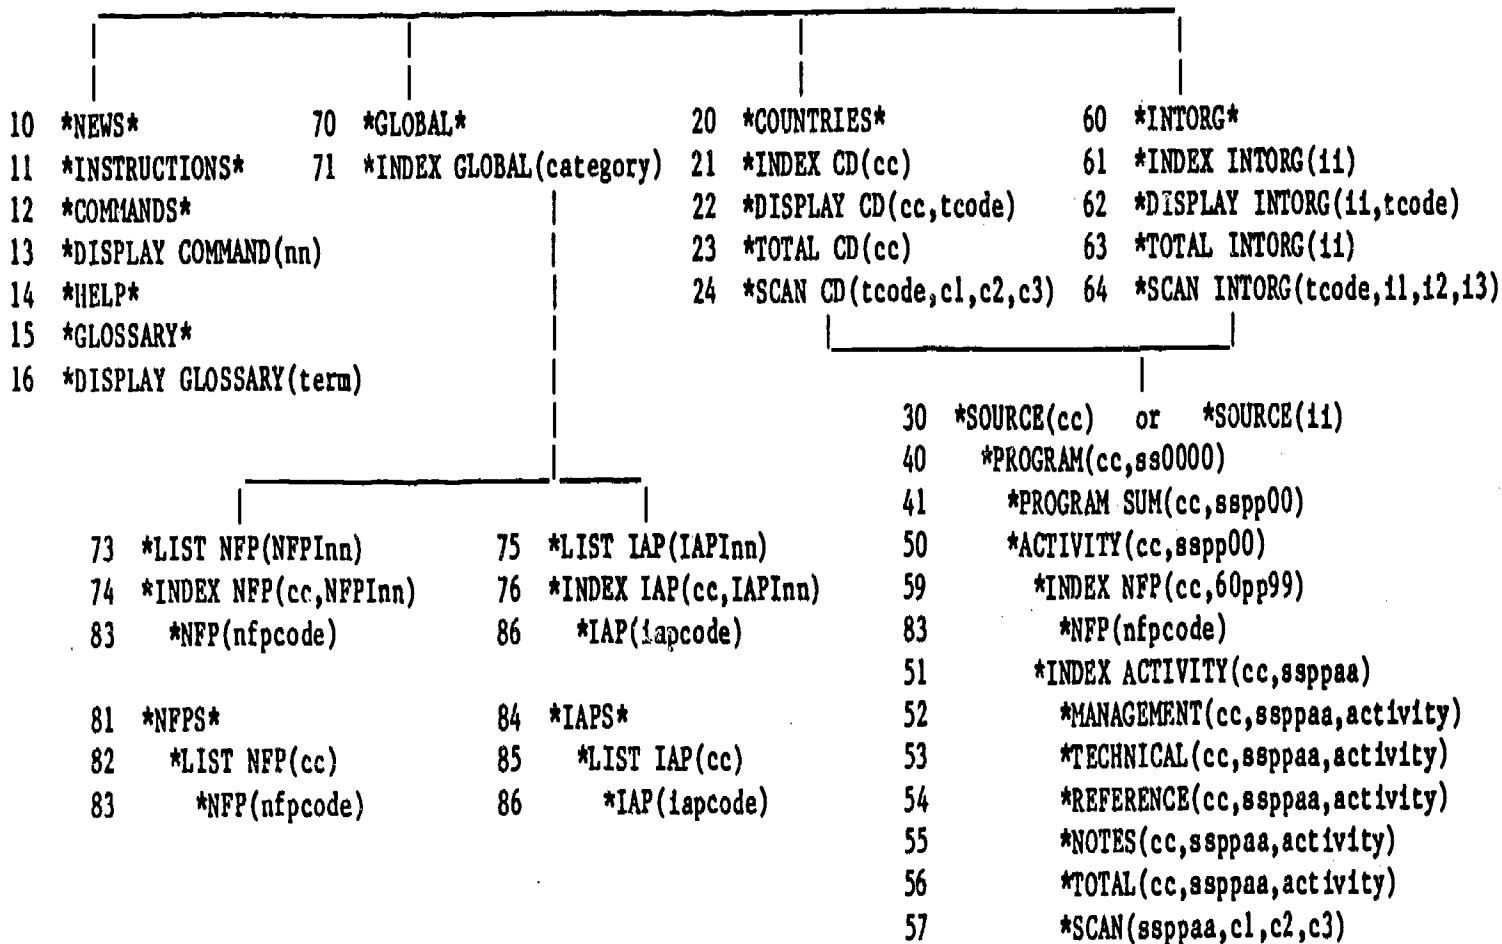 10 *NEWS*
11 *INSTRUCTIONS*
12 *COMMANDS*
13 *DISPLAY COMMAND(nn)
14 *HELP*
15 *GLOSSARY*
16 *DISPLAY GLOSSARY(term)
70 *GLOBAL*
71 *INDEX GLOBAL(category)
20 *COUNTRIES*
21 *INDEX CD(cc)
22 *DISPLAY CD(cc,tcode)
23 *TOTAL CD(cc)
24 *SCAN CD(tcode,c1,c2,c3)
60 *INTORG*
61 *INDEX INTORG(ii)
62 *DISPLAY INTORG(ii,tcode)
63 *TOTAL INTORG(ii)
64 *SCAN INTORG(tcode,i1,i2,i3)
73 *LIST NFP(NFPInn)
74 *INDEX NFP(cc,NFPInn)
83 *NFP(nfpcode)
81 *NFPS*
82 *LIST NFP(cc)
83 *NFP(nfpcode)
75 *LIST IAP(IAPInn)
76 *INDEX IAP(cc,IAPInn)
86 *IAP(iapcode)
84 *IAPS*
85 *LIST IAP(cc)
86 *IAP(iapcode)
30 *SOURCE(cc) or *SOURCE(ii)
40 *PROGRAM(cc,ss0000)
41 *PROGRAM SUM(cc,sspp00)
50 *ACTIVITY(cc,sspp00)
59 *INDEX NFP(cc,60pp99)
83 *NFP(nfpcode)
51 *INDEX ACTIVITY(cc,ssppaa)
52 *MANAGEMENT(cc,ssppaa,activity)
53 *TECHNICAL(cc,ssppaa,activity)
54 *REFERENCE(cc,ssppaa,activity)
55 *NOTES(cc,ssppaa,activity)
56 *TOTAL(cc,ssppaa,activity)
57 *SCAN(ssppaa,c1,c2,c3)